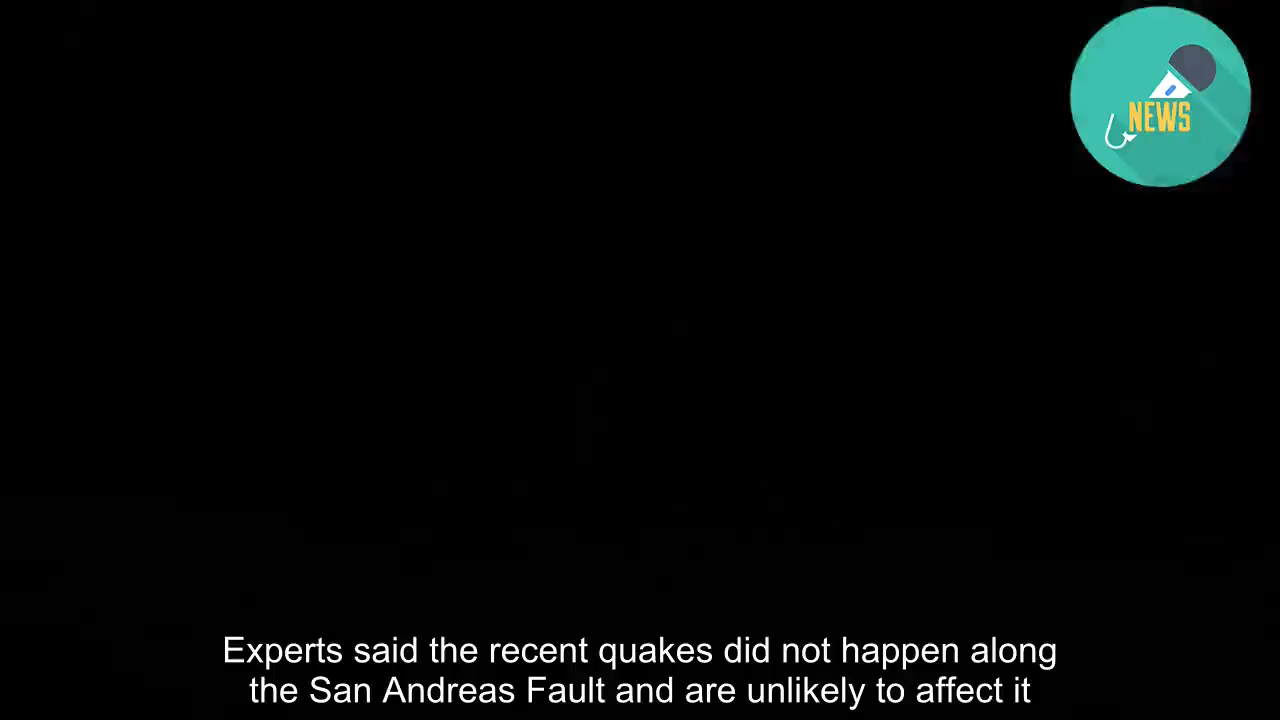 NEWS
Experts said the recent quakes did not happen along
the San Andreas Fault and are unlikely to affect it